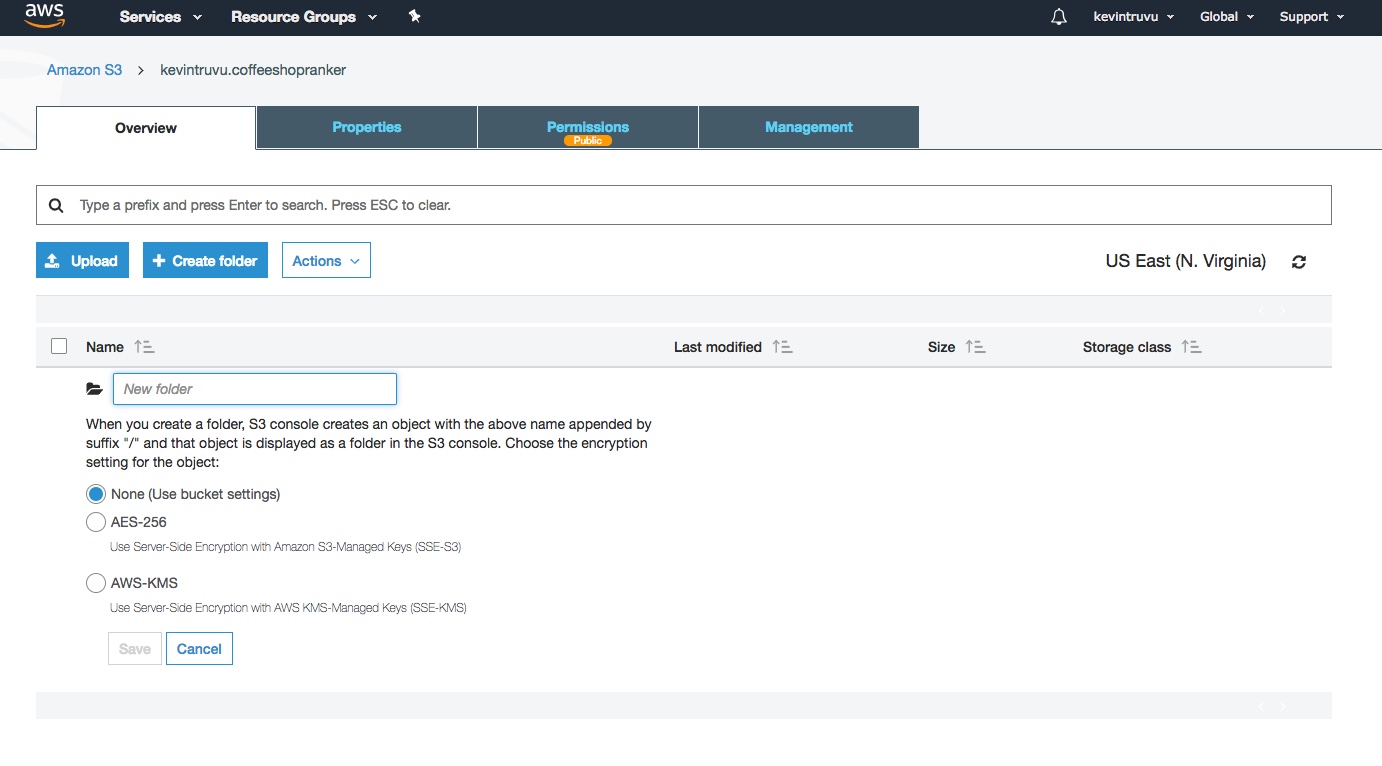 aws Services Resource Groups kevintruvu Global Support
Amazon S3 > kevintruvu.coffeeshopranker
Overview Properties Permissions Management
Public
Type a prefix and press Enter to search. Press ESC to clear.
Upload + Create folder Actions US East (N. Virginia)
Name Last modified Size Storage class
New folder
When you create a folder, S3 console creates an object with the above name appended by
suffix "/" and that object is displayed as a folder in the S3 console. Choose the encryption
setting for the object:
None (Use bucket settings)
AES-256
Use Server-Side Encryption with Amazon S3-Managed Keys (SSE-S3)
AWS-KMS
Use Server-Side Encryption with AWS KMS-Managed Keys (SSE-KMS)
Save Cancel